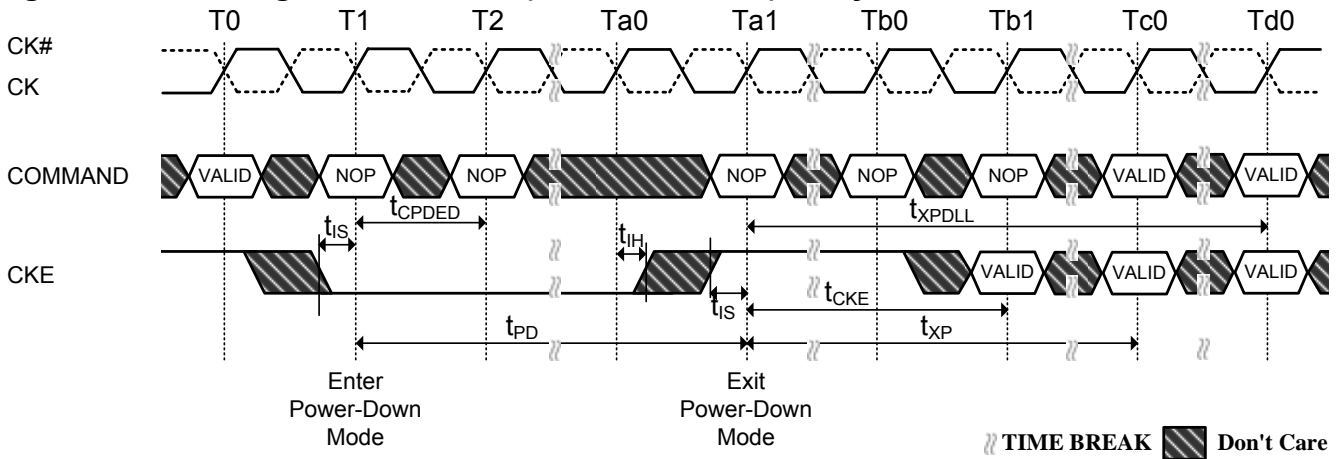 T0 T1 T2 Ta0 Ta1 Tb0 Tb1 Tc0 Td0
CK#
CK
COMMAND VALID NOP NOP NOP NOP NOP VALID VALID
tCPDED tXPDLL
tIS tIH
CKE VALID VALID VALID
tIS tCKE
tPD tXP
Enter
Power-Down
Mode
Exit
Power-Down
Mode
TIME BREAK Don't Care